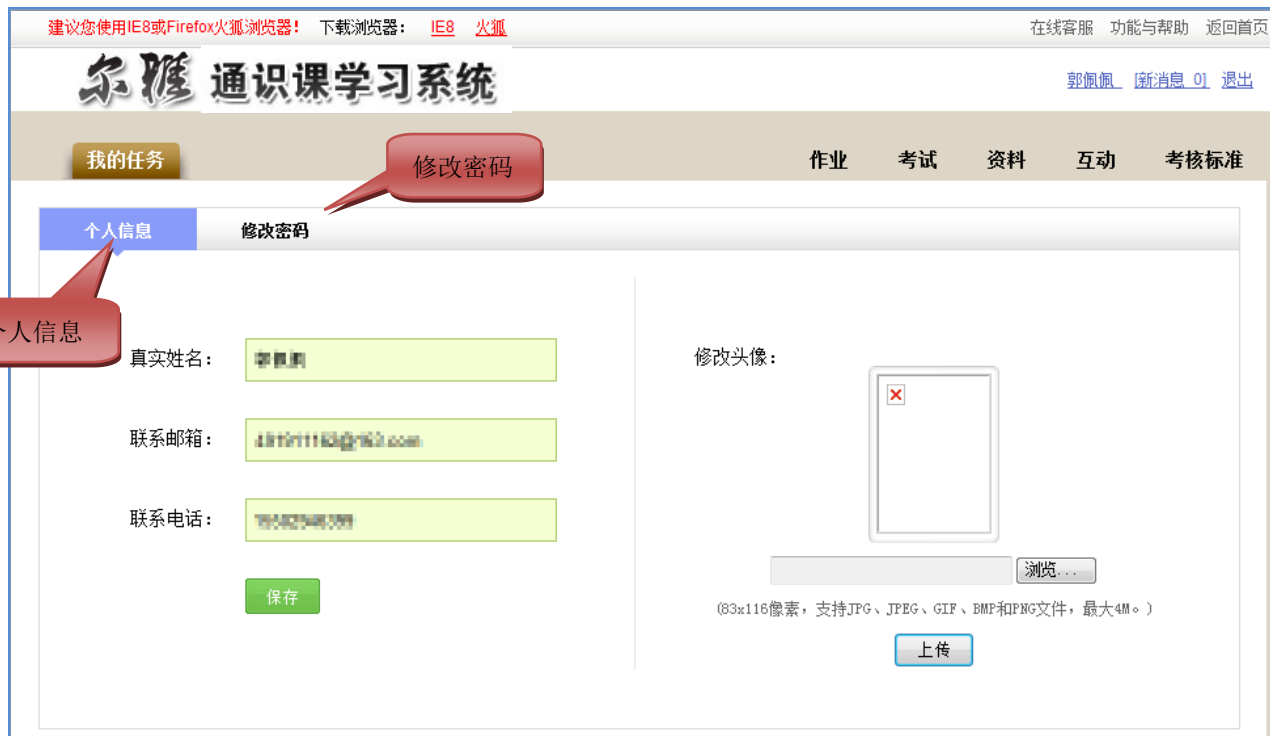 建议您使用IE8或Firefox火狐浏览器！ 下载浏览器： IE8 火狐 在线客服 功能与帮助 返回首页
尔雅 通识课学习系统
郭佩佩 [新消息 0] 退出
我的任务 修改密码 作业 考试 资料 互动 考核标准
个人信息 修改密码
个人信息
真实姓名： 修改头像：
联系邮箱：
联系电话：
浏览...
保存
(83x116像素，支持JPG、JPEG、GIF、BMP和PNG文件，最大4M。)
上传